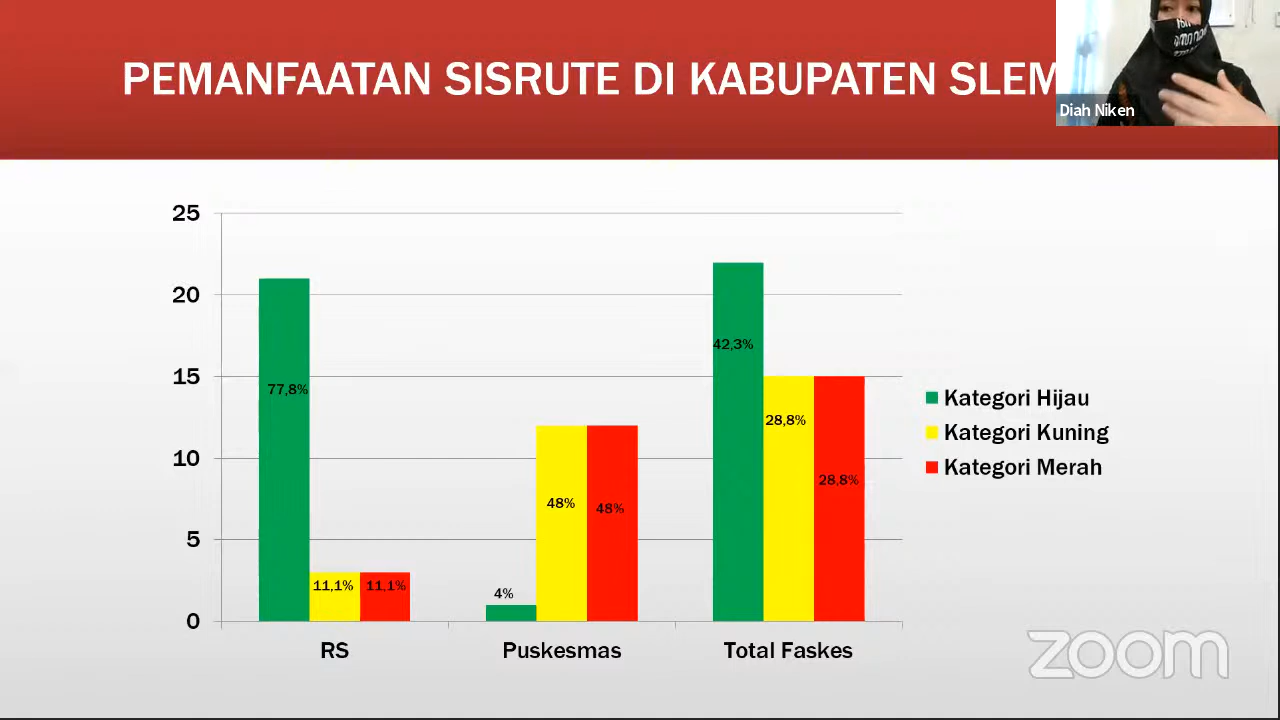 PEMANFAATAN SISRUTE DI KABUPATEN SLEM
Diah Niken
25
20
15
10
5
0
77,8%
11,1%
11,1%
4%
48%
48%
42,3%
28,8%
28,8%
RS
Puskesmas
Total Faskes
Kategori Hijau
Kategori Kuning
Kategori Merah
zoom